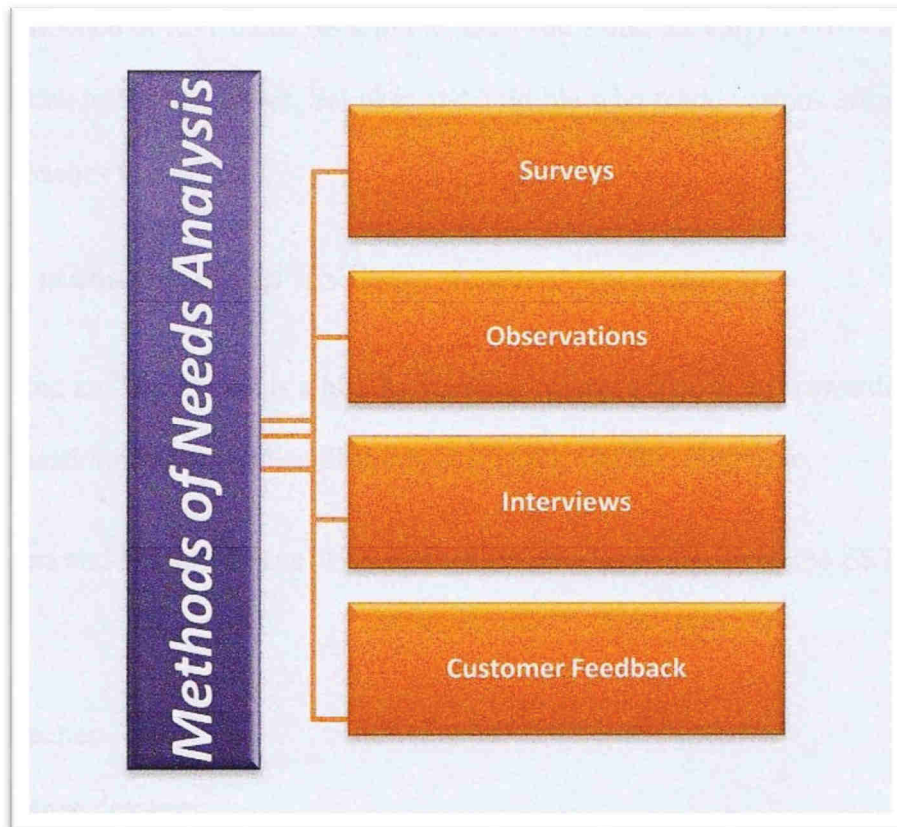 Methods of Needs Analysis
Surveys
Observations
Interviews
Customer Feedback